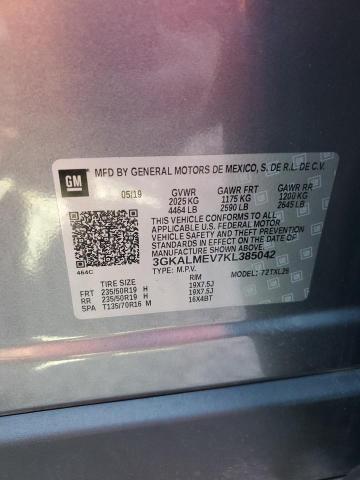 GM
MFD BY GENERAL MOTORS DE MEXICO, S. DE R.L. DE C.V.
05/19 GVWR GAWR FRT GAWR RR
2025 KG 1175 KG 1200 KG
4464 LB 2590 LB 2645 LB
THIS VEHICLE CONFORMS TO ALL
APPLICABLE U.S. FEDERAL MOTOR
VEHICLE SAFETY, BUMPER, AND THEFT
PREVENTION STANDARDS IN EFFECT ON
THE DATE OF MANUFACTURE SHOWN ABOVE.
464C 3GKALMEV7KL385042
TYPE: M.P.V. MODEL: 72TXL26
TIRE SIZE RIM
FRT 235/50R19 H 19X7.5J
RR 235/50R19 H 19X7.5J
SPA T135/70R16 M 16X4BT